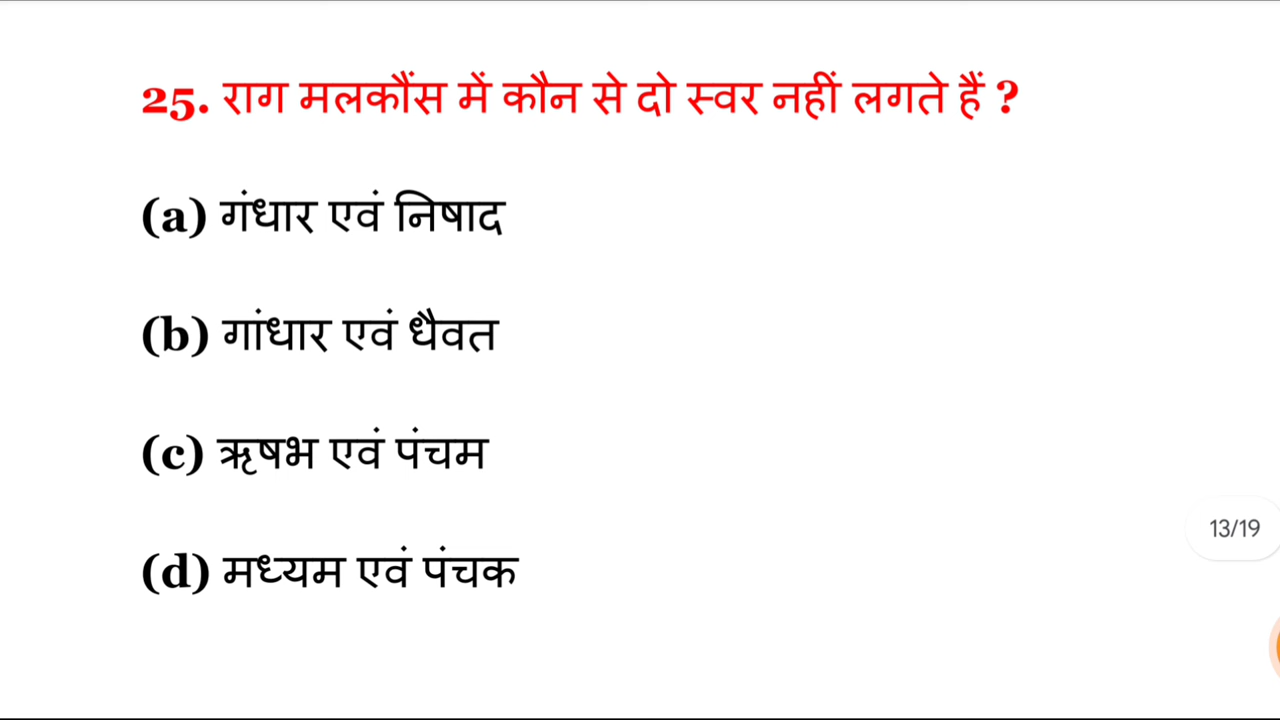 25. राग मलकौंस में कौन से दो स्वर नहीं लगते हैं ?
(a) गंधार एवं निषाद
(b) गांधार एवं धैवत
(c) ऋषभ एवं पंचम
13/19
(d) मध्यम एवं पंचक